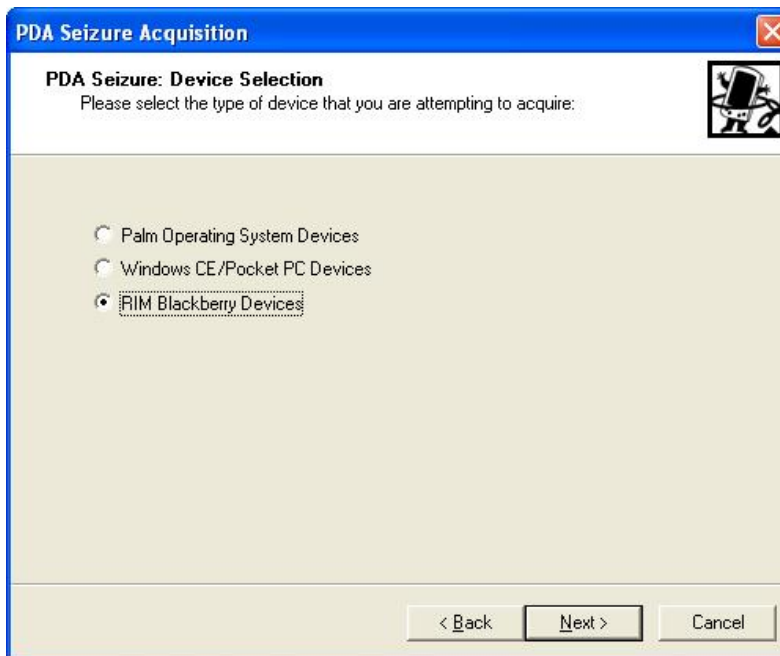 PDA Seizure Acquisition
PDA Seizure: Device Selection
Please select the type of device that you are attempting to acquire:
Palm Operating System Devices
Windows CE/Pocket PC Devices
RIM Blackberry Devices
< Back Next > Cancel